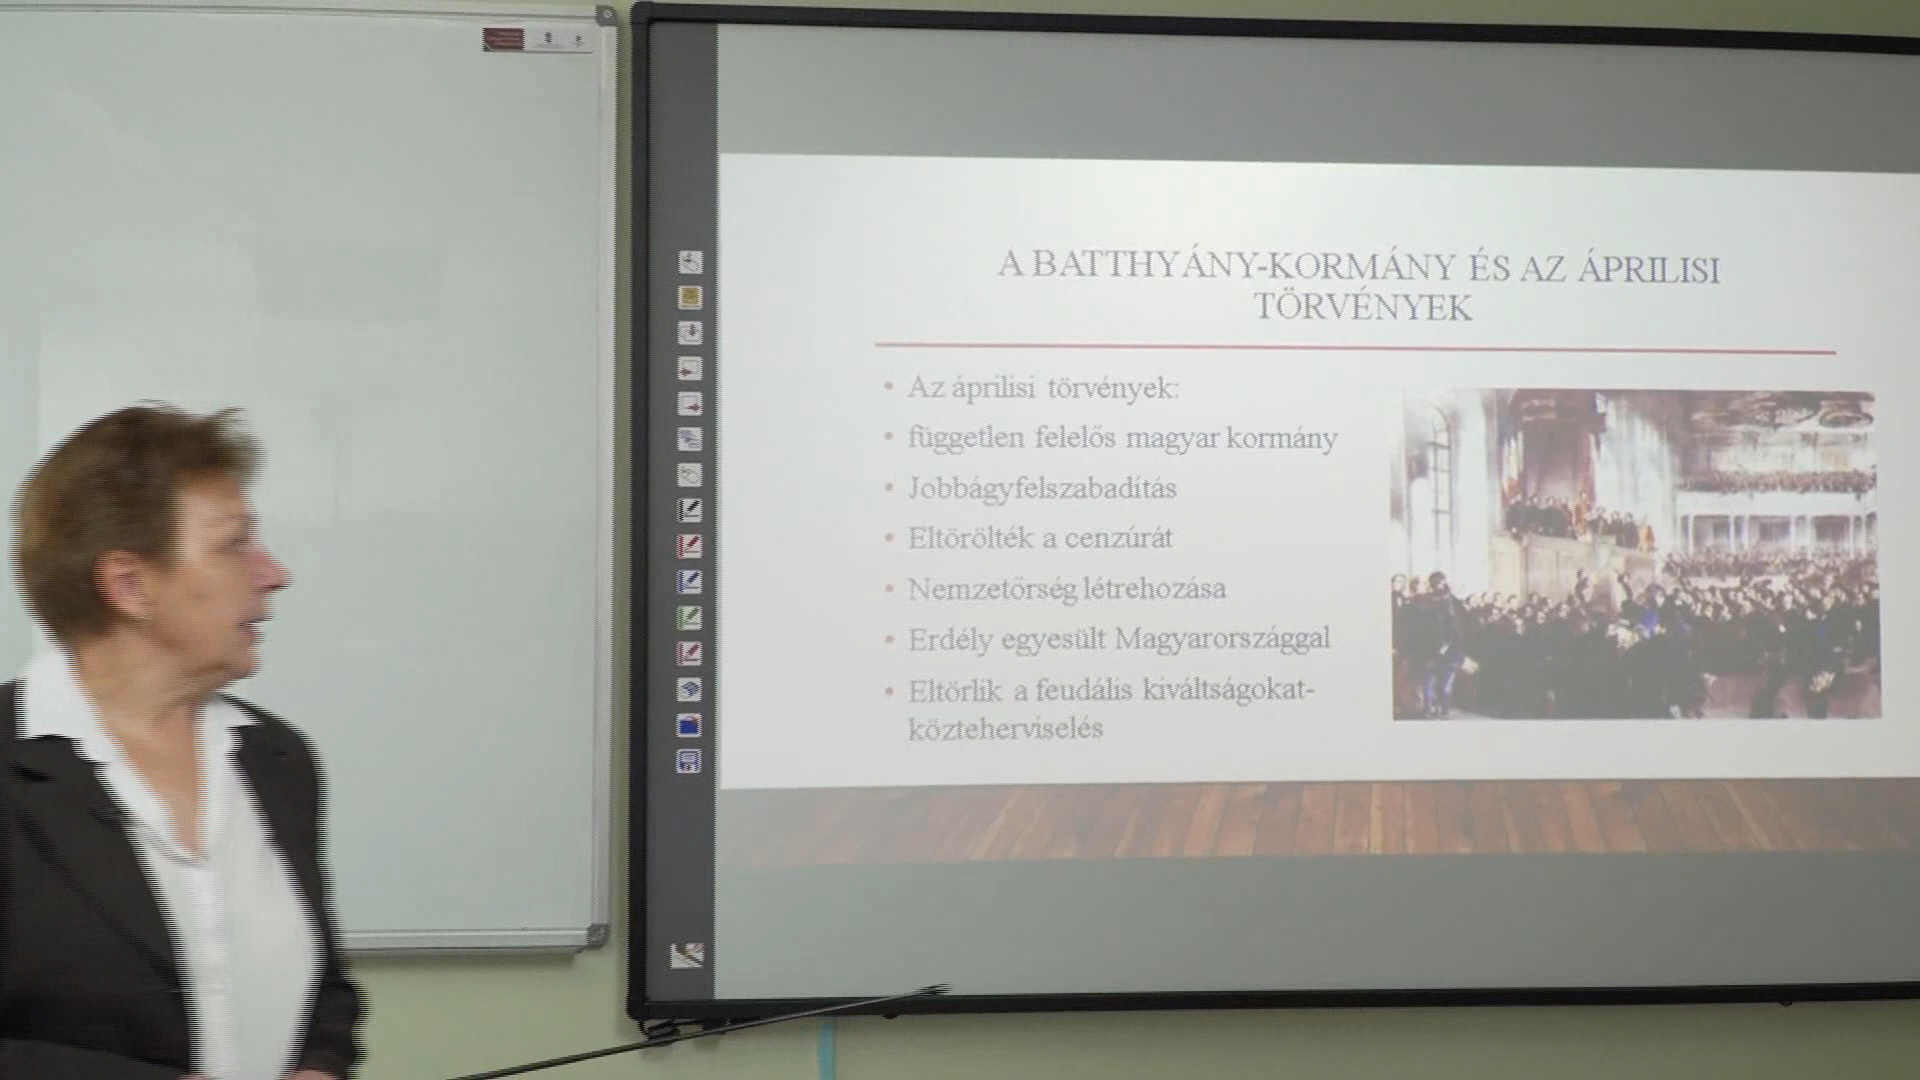 A BATTHYÁNY-KORMÁNY ÉS AZ ÁPRILISI
TÖRVÉNYEK
• Az áprilisi törvények:
• független felelős magyar kormány
• Jobbágyfelszabadítás
• Eltörölték a cenzúrát
• Nemzetőrség létrehozása
• Erdély egyesült Magyarországgal
• Eltörlik a feudális kiváltságokat-
közteherviselés